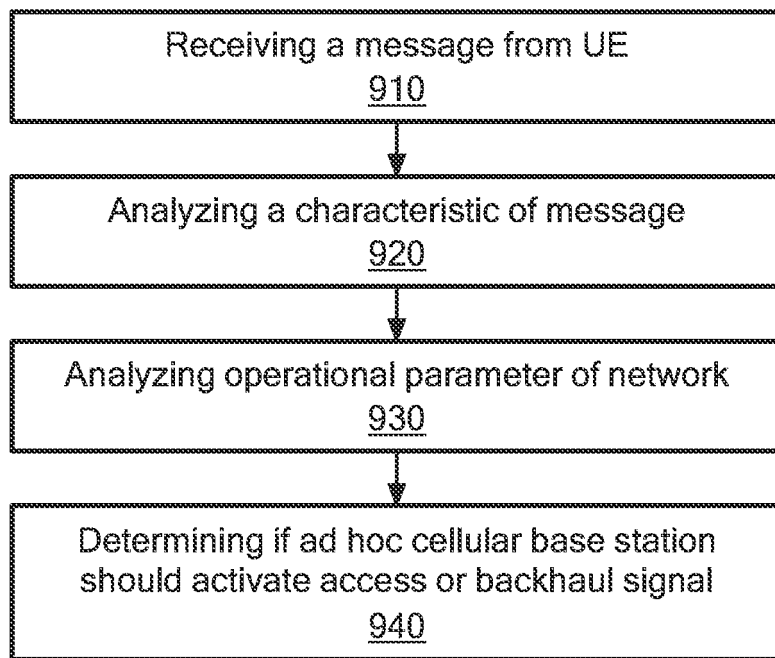 Receiving a message from UE
910
Analyzing a characteristic of message
920
Analyzing operational parameter of network
930
Determining if ad hoc cellular base station
should activate access or backhaul signal
940